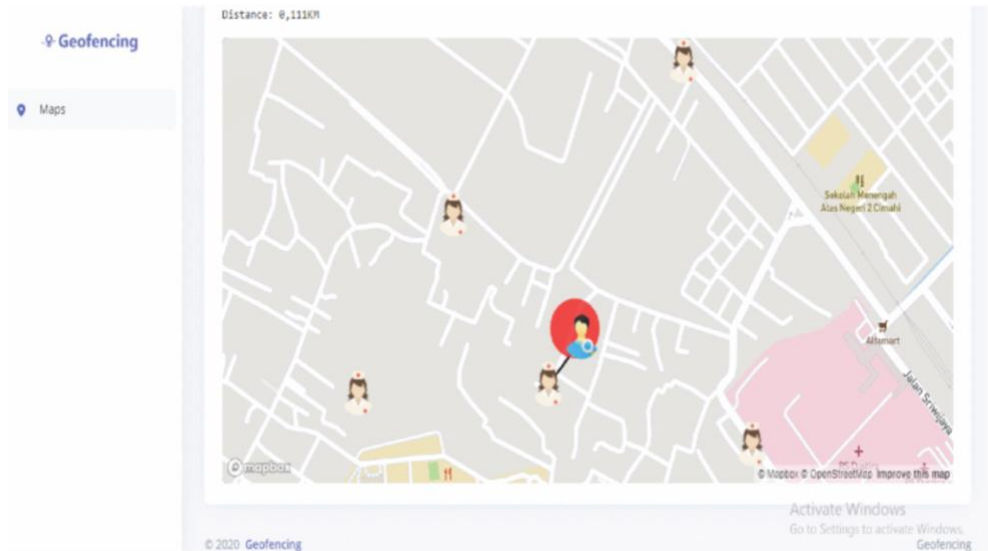 Distance: 0,111KM
Geofencing
Maps
Sekolah Menengah
Atas Negeri 2 Cimahi
Alfamart
Jalan Sriwijaya
mapbox
© Mapbox © OpenStreetMap Improve this map
Activate Windows
Go to Settings to activate Windows.
© 2020 Geofencing
Geofencing